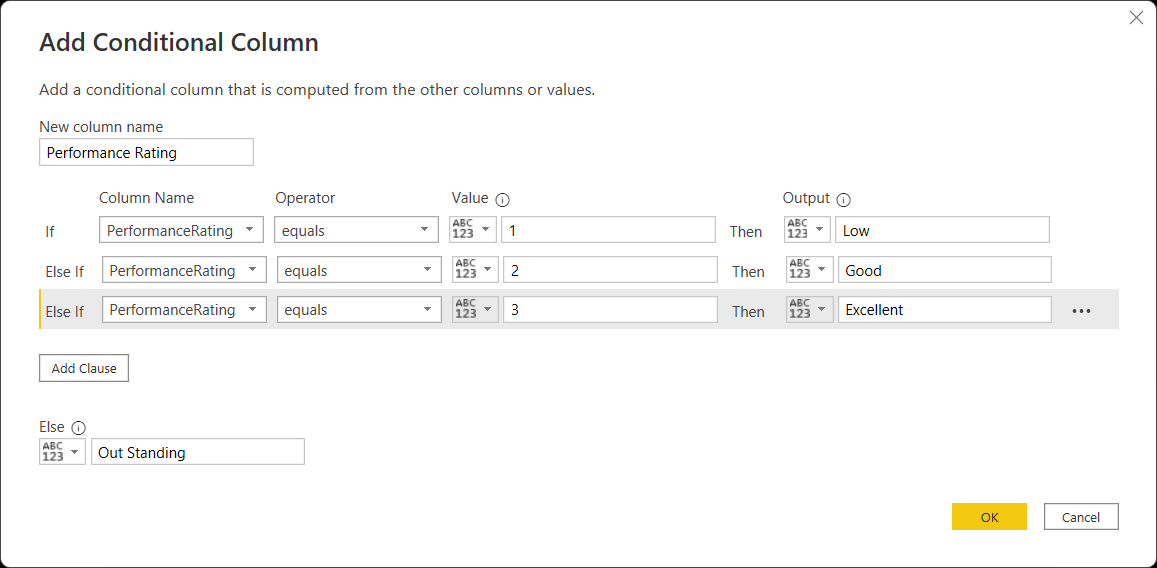 Add Conditional Column
Add a conditional column that is computed from the other columns or values.
New column name
Performance Rating
Column Name Operator Value Output
If PerformanceRating equals ABC 123 1 Then ABC 123 Low
Else If PerformanceRating equals ABC 123 2 Then ABC 123 Good
Else If PerformanceRating equals ABC 123 3 Then ABC 123 Excellent
Add Clause
Else
ABC 123 Out Standing
OK Cancel